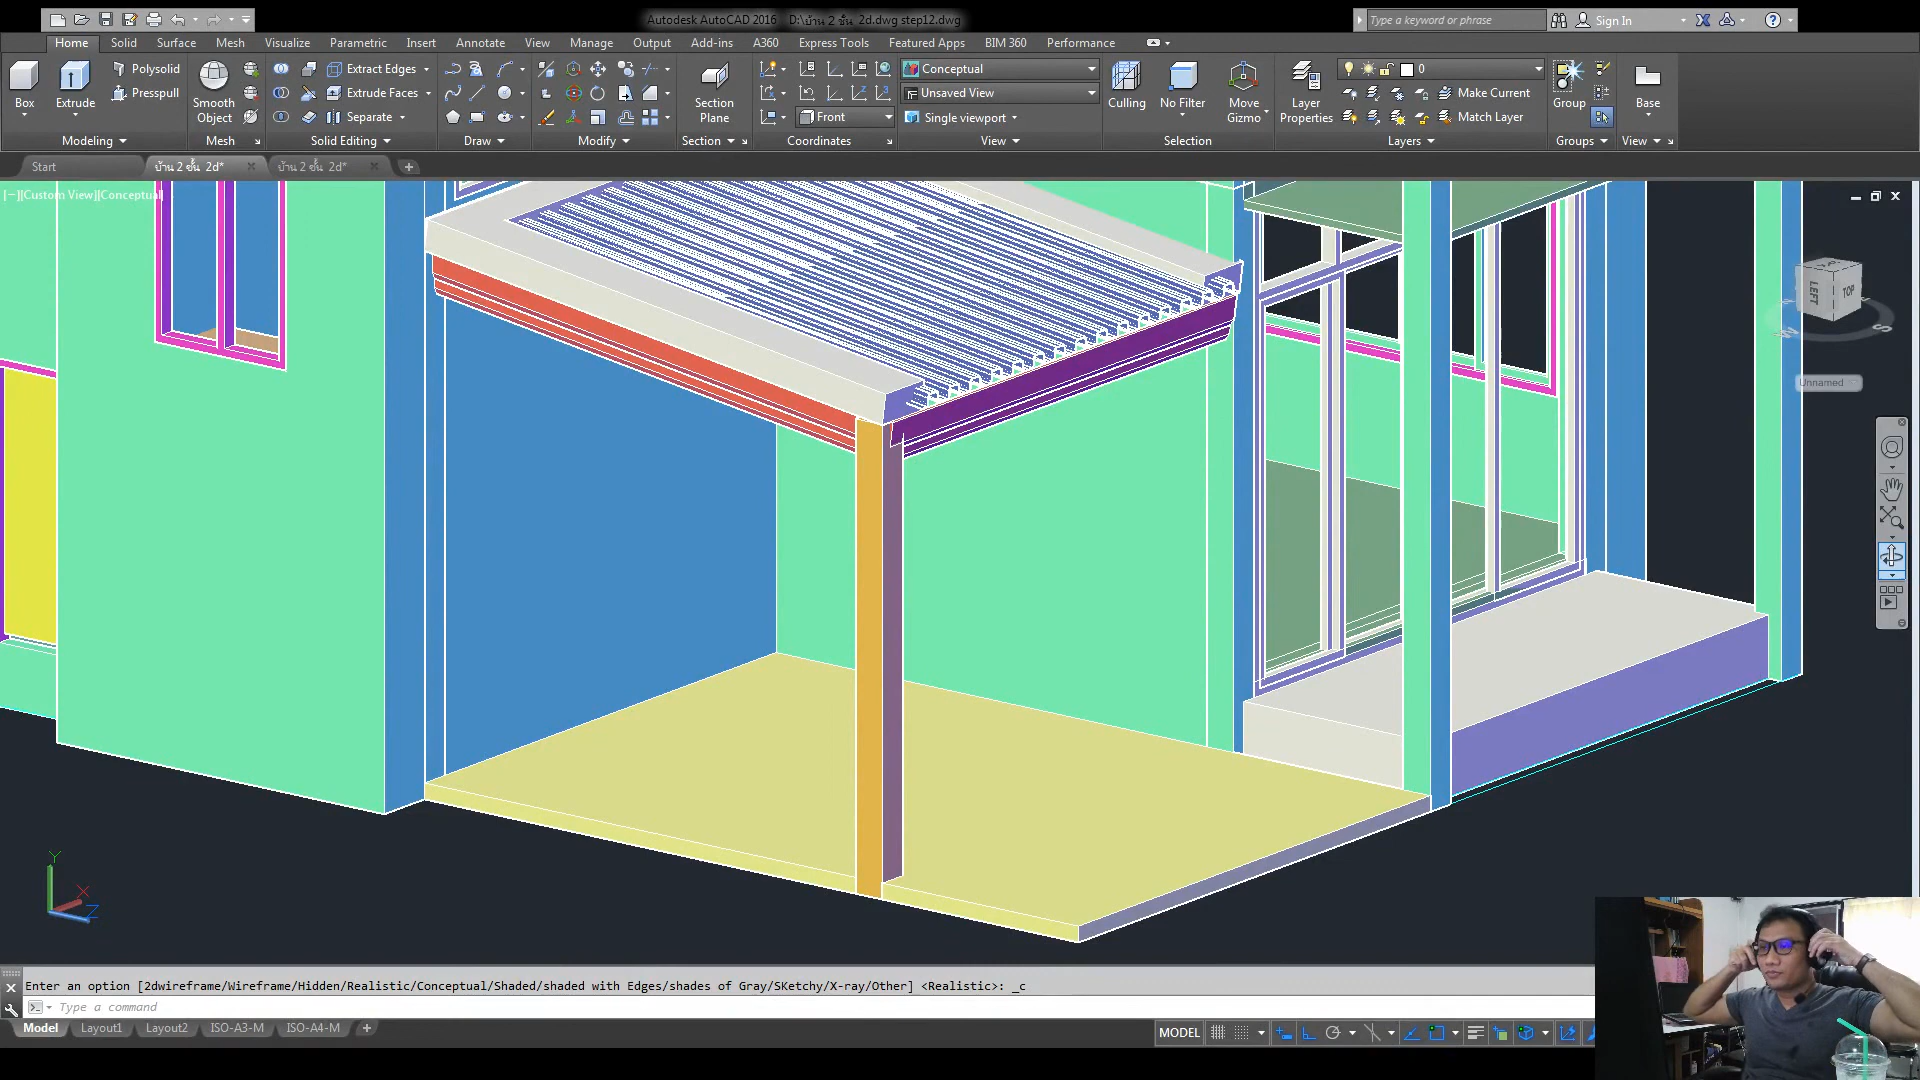 Autodesk AutoCAD 2016 D:\บ้าน 2 ชั้น 2d.dwg step12.dwg
Type a keyword or phrase
Sign In
Home Solid Surface Mesh Visualize Parametric Insert Annotate View Manage Output Add-ins A360 Express Tools Featured Apps BIM 360 Performance
Box
Extrude
Polysolid
Presspull
Smooth Object
Extract Edges
Extrude Faces
Separate
Section Plane
Front
Conceptual
Unsaved View
Single viewport
Culling
No Filter
Move Gizmo
Layer Properties
0
Make Current
Match Layer
Group
Base
Modeling Mesh Solid Editing Draw Modify Section Coordinates View Selection Layers Groups View
Start
บ้าน 2 ชั้น 2d*
บ้าน 2 ชั้น 2d*
[−][Custom View][Conceptual]
LEFT
TOP
S
Unnamed
Y
X
Z
Enter an option [2dwireframe/Wireframe/Hidden/Realistic/Conceptual/Shaded/shaded with Edges/shades of Gray/SKetchy/X-ray/Other] <Realistic>: _c
Type a command
Model Layout1 Layout2 ISO-A3-M ISO-A4-M
MODEL